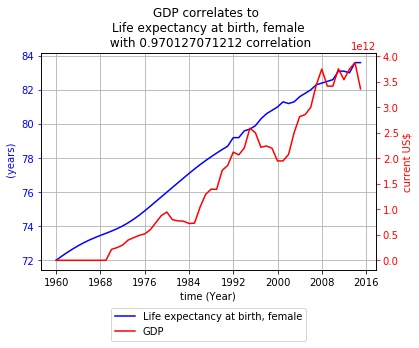 GDP correlates to
Life expectancy at birth, female
with 0.970127071212 correlation
1e12
84
82
80
78
76
74
72
(years)
4.0
3.5
3.0
2.5
2.0
1.5
1.0
0.5
0.0
current US$
1960 1968 1976 1984 1992 2000 2008 2016
time (Year)
Life expectancy at birth, female
GDP